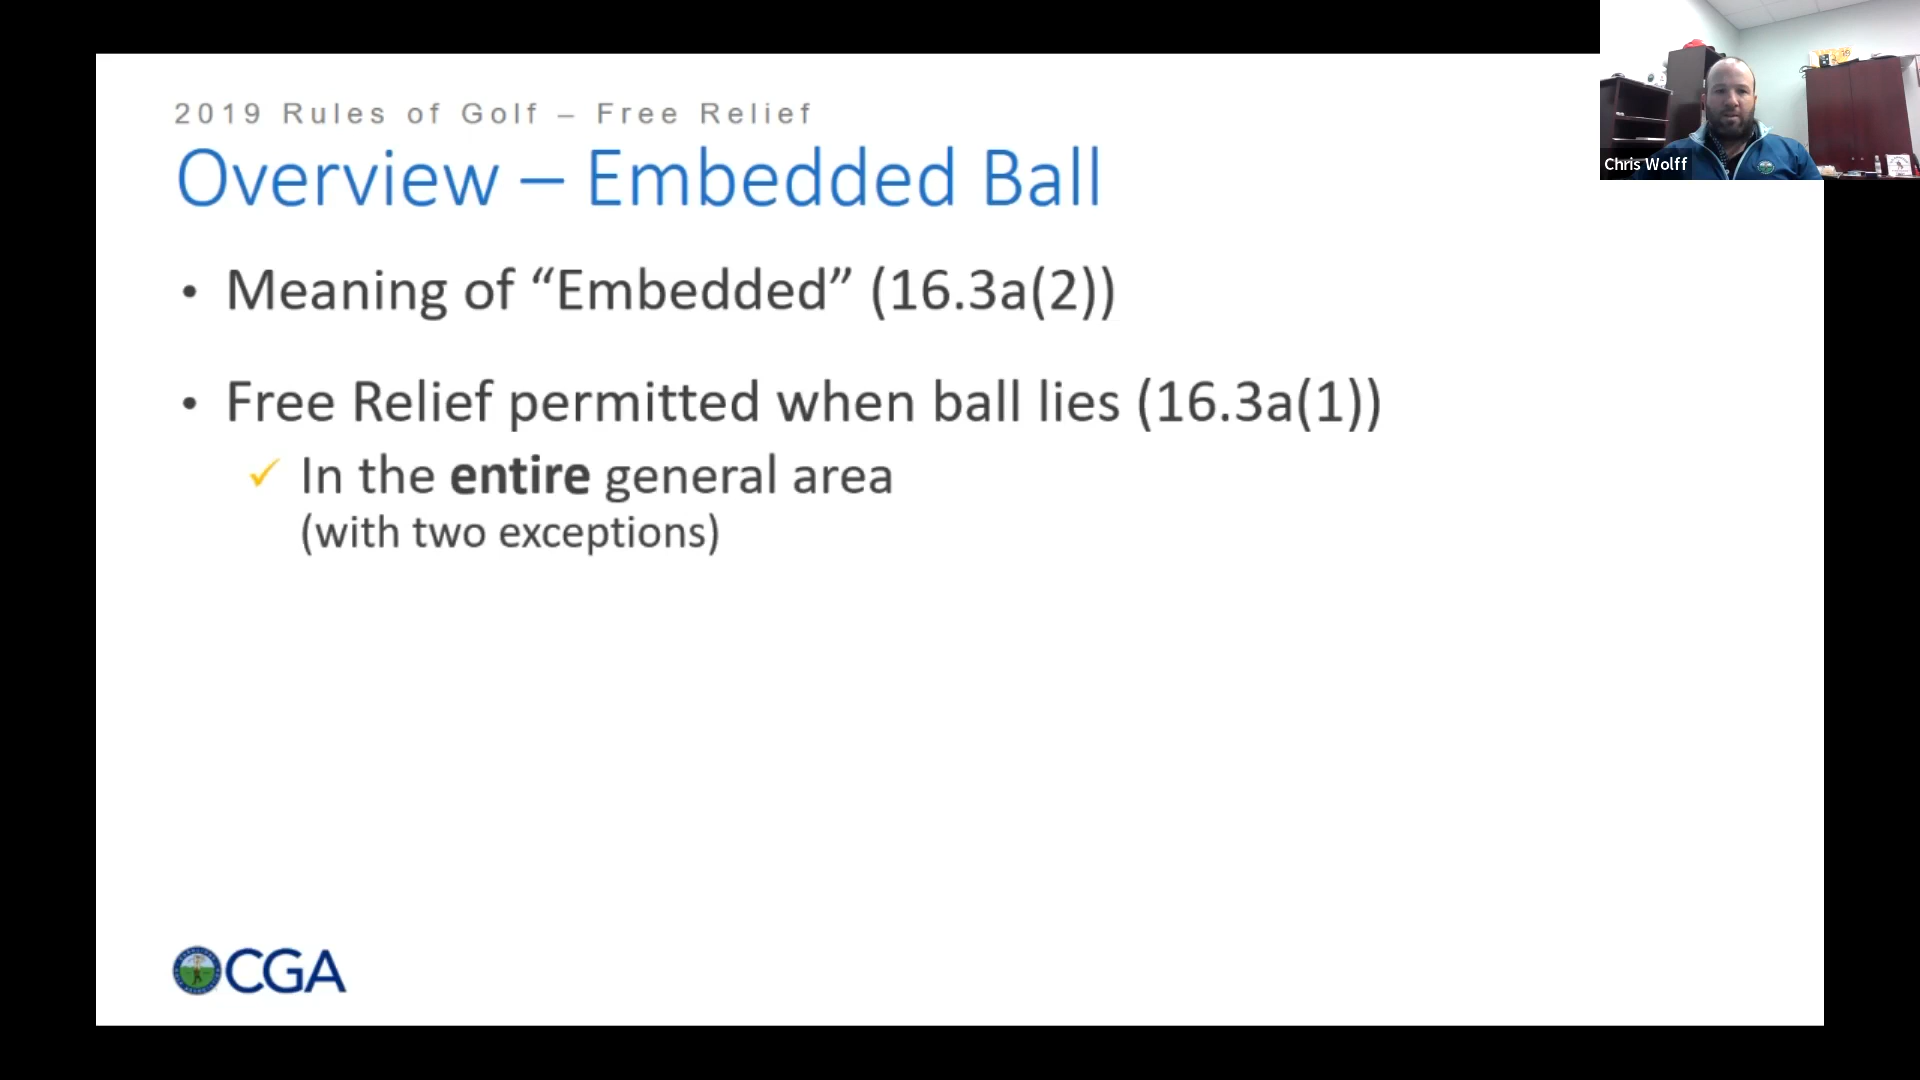 2019 Rules of Golf – Free Relief
Overview – Embedded Ball
• Meaning of “Embedded” (16.3a(2))
• Free Relief permitted when ball lies (16.3a(1))
✓ In the entire general area
(with two exceptions)
CGA
Chris Wolff